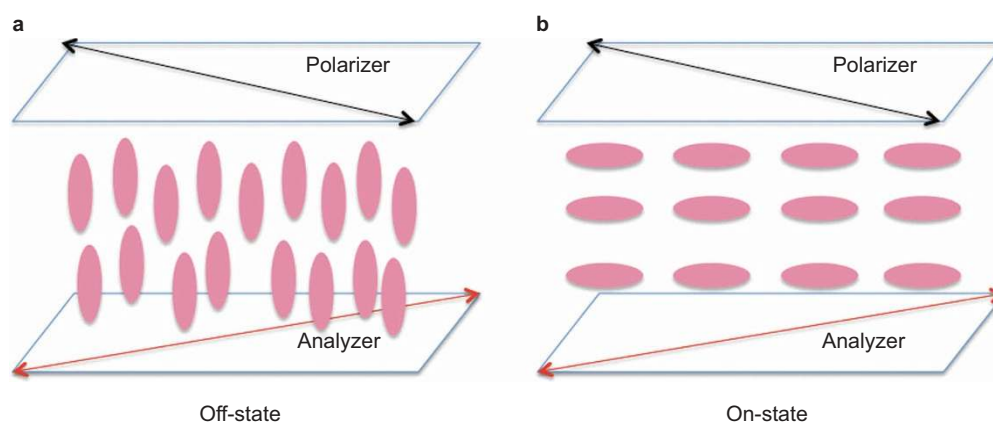 a
Polarizer
Analyzer
Off-state
b
Polarizer
Analyzer
On-state